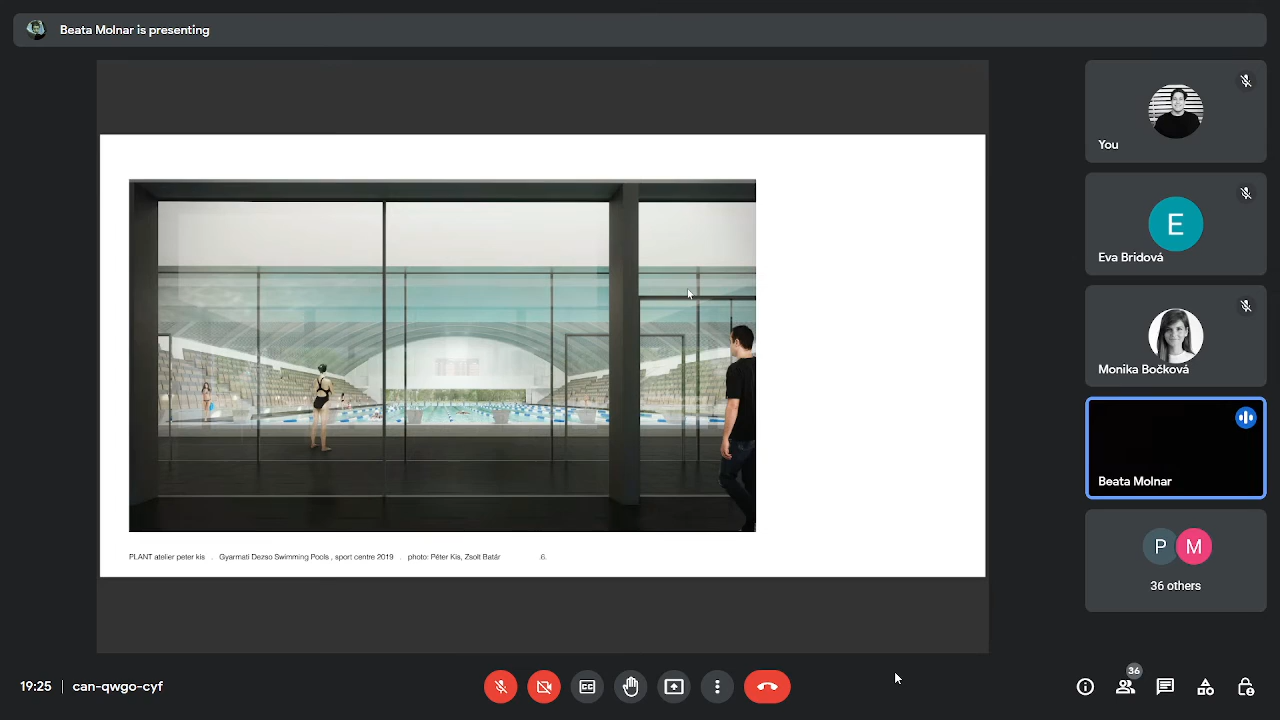 Beata Molnar is presenting
You
E
Eva Bridová
Monika Bočková
Beata Molnar
P M
36 others
PLANT atelier peter kis . Gyarmati Dezso Swimming Pools , sport centre 2019 . photo: Péter Kis, Zsolt Batár .6.
19:25 | can-qwgo-cyf
CC
36